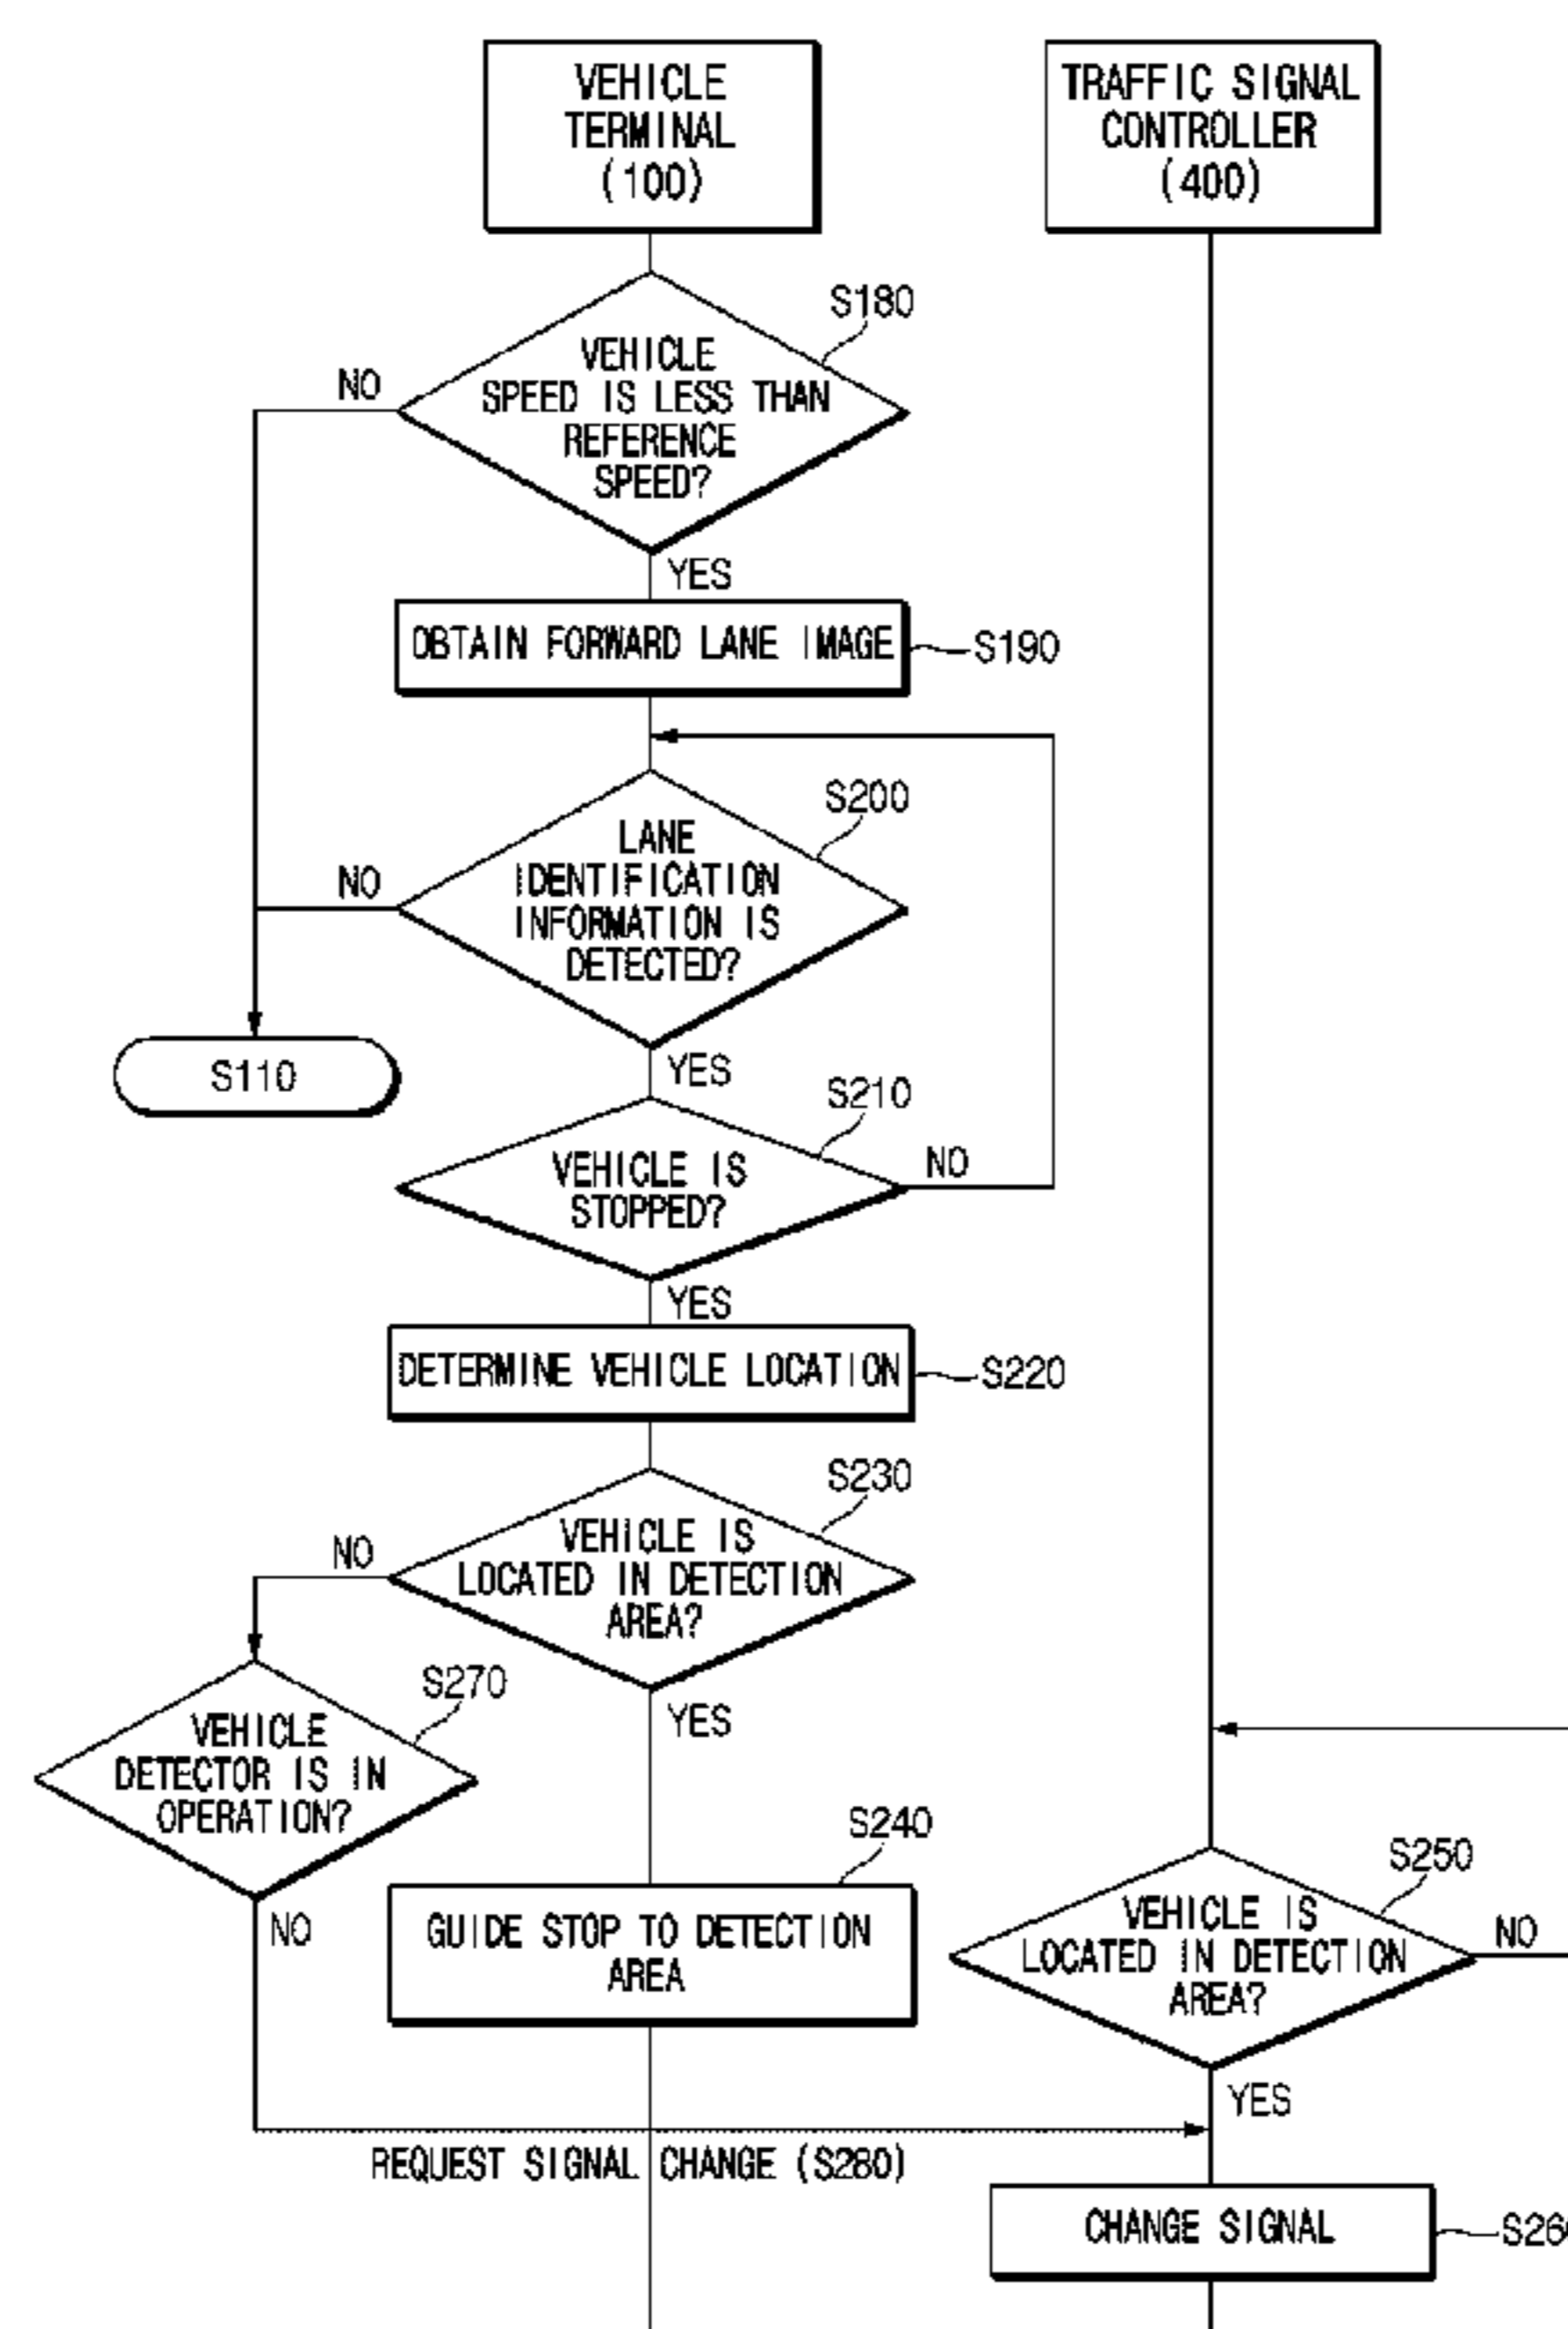 VEHICLE
TERMINAL
(100)
TRAFFIC SIGNAL
CONTROLLER
(400)
S180
VEHICLE
SPEED IS LESS THAN
REFERENCE
SPEED?
NO
YES
OBTAIN FORWARD LANE IMAGE
S190
S200
LANE
IDENTIFICATION
INFORMATION IS
DETECTED?
NO
YES
S110
S210
VEHICLE IS
STOPPED?
NO
YES
DETERMINE VEHICLE LOCATION
S220
S230
VEHICLE IS
LOCATED IN DETECTION
AREA?
NO
YES
S270
VEHICLE
DETECTOR IS IN
OPERATION?
NO
S240
GUIDE STOP TO DETECTION
AREA
S250
VEHICLE IS
LOCATED IN DETECTION
AREA?
NO
YES
REQUEST SIGNAL CHANGE (S280)
CHANGE SIGNAL